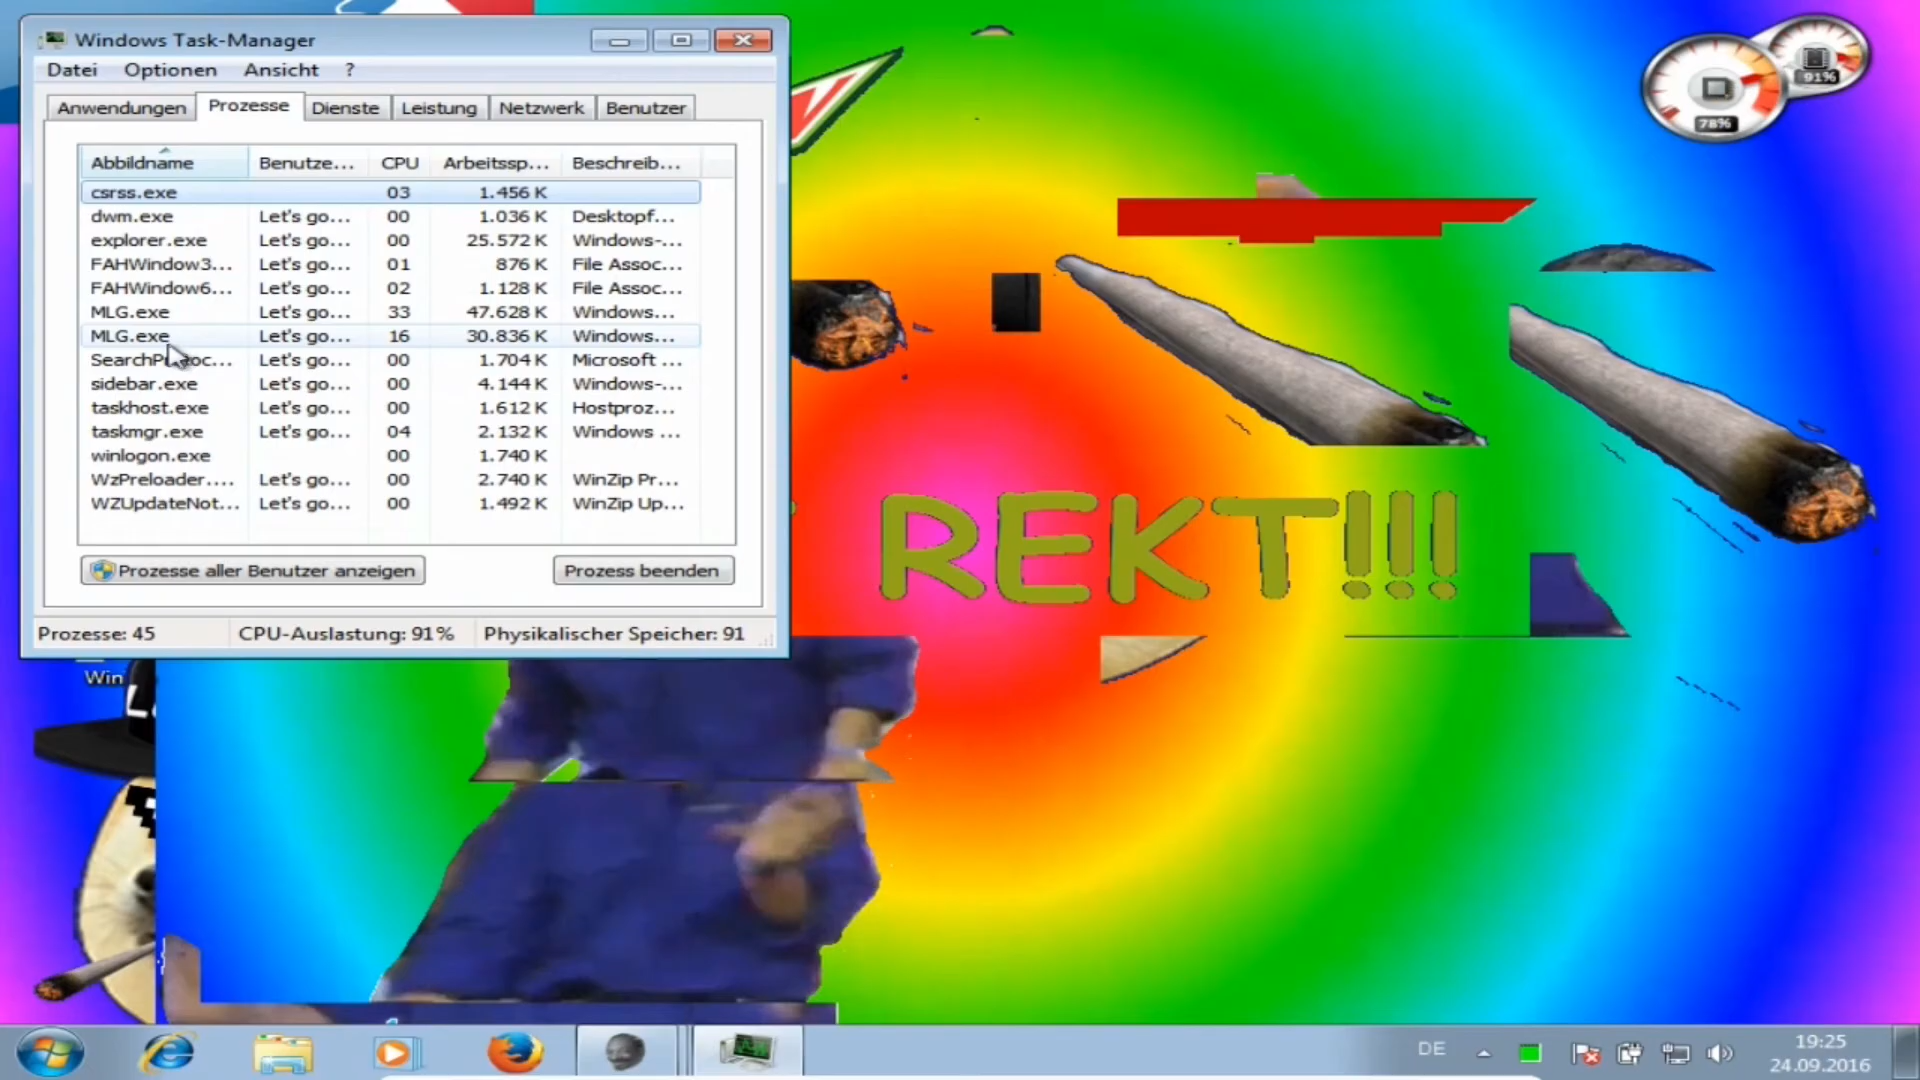 Windows Task-Manager
Datei Optionen Ansicht ?
Anwendungen Prozesse Dienste Leistung Netzwerk Benutzer
Abbildname Benutze... CPU Arbeitssp... Beschreib...
csrss.exe 03 1.456 K
dwm.exe Let's go... 00 1.036 K Desktopf...
explorer.exe Let's go... 00 25.572 K Windows-...
FAHWindow3... Let's go... 01 876 K File Assoc...
FAHWindow6... Let's go... 02 1.128 K File Assoc...
MLG.exe Let's go... 33 47.628 K Windows...
MLG.exe Let's go... 16 30.836 K Windows...
Let's go... 00 1.704 K Microsoft ...
sidebar.exe Let's go... 00 4.144 K Windows-...
taskhost.exe Let's go... 00 1.612 K Hostproz...
taskmgr.exe Let's go... 04 2.132 K Windows ...
winlogon.exe 00 1.740 K
WzPreloader.... Let's go... 00 2.740 K WinZip Pr...
WZUpdateNot... Let's go... 00 1.492 K WinZip Up...
Prozesse aller Benutzer anzeigen Prozess beenden
Prozesse: 45 CPU-Auslastung: 91% Physikalischer Speicher: 91
91%
78%
REKT!!!
Win
DE
19:25
24.09.2016